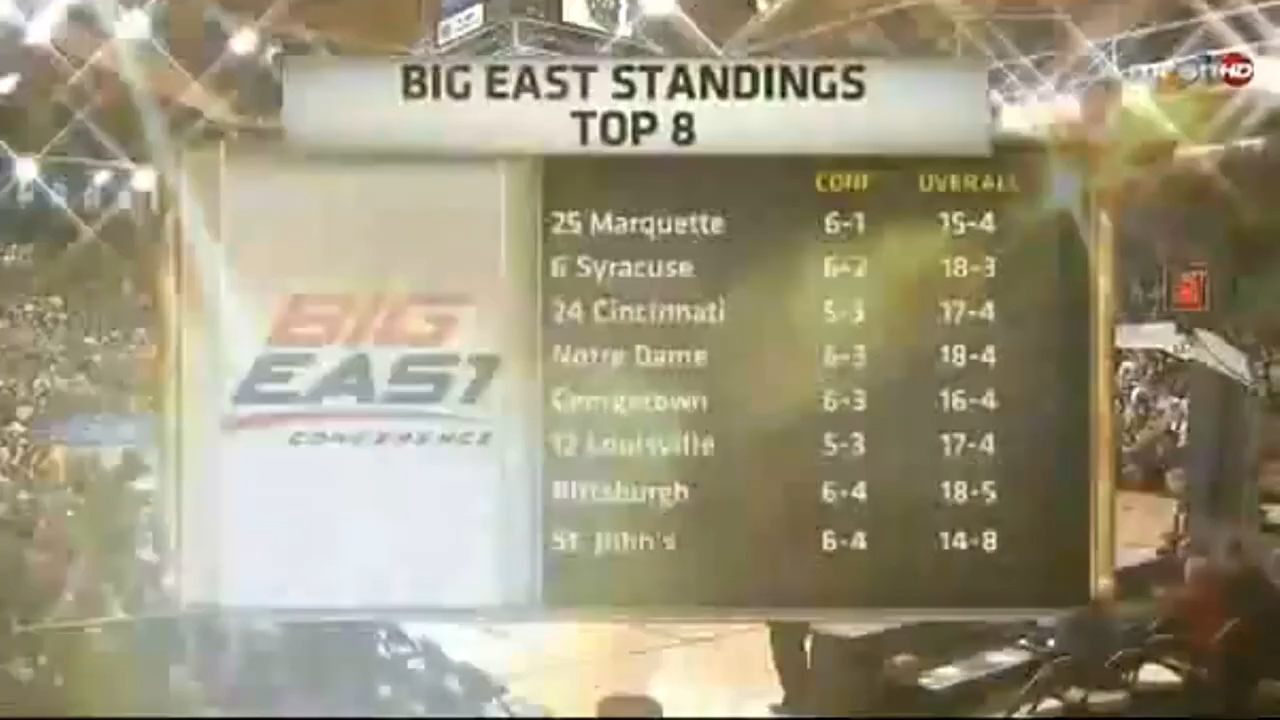 BIG EAST STANDINGS
TOP 8
CONF OVERALL
25 Marquette 6-1 15-4
6 Syracuse 6-2 18-3
24 Cincinnati 5-3 17-4
Notre Dame 6-3 18-4
Georgetown 6-3 16-4
12 Louisville 5-3 17-4
Pittsburgh 6-4 18-5
St. John's 6-4 14-8
BIG
EAST
CONFERENCE
HD